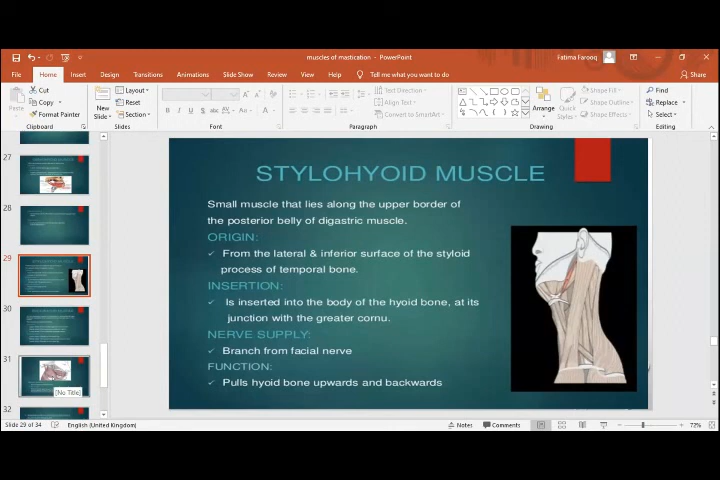 muscles of mastication - PowerPoint
Fatima Farooq
File Home Insert Design Transitions Animations Slide Show Review View Help Tell me what you want to do Share
Paste
Cut
Copy
Format Painter
Clipboard
New
Slide
Layout
Reset
Section
Slides
Font
Text Direction
Align Text
Convert to SmartArt
Paragraph
Arrange
Quick
Styles
Shape Fill
Shape Outline
Shape Effects
Drawing
Find
Replace
Select
Editing
27
28
29
30
31
[No Title]
32
STYLOHYOID MUSCLE
Small muscle that lies along the upper border of
the posterior belly of digastric muscle.
ORIGIN:
✓ From the lateral & inferior surface of the styloid
process of temporal bone.
INSERTION:
✓ Is inserted into the body of the hyoid bone, at its
junction with the greater cornu.
NERVE SUPPLY:
✓ Branch from facial nerve
FUNCTION:
✓ Pulls hyoid bone upwards and backwards
Slide 29 of 34 English (United Kingdom) Notes Comments 72%